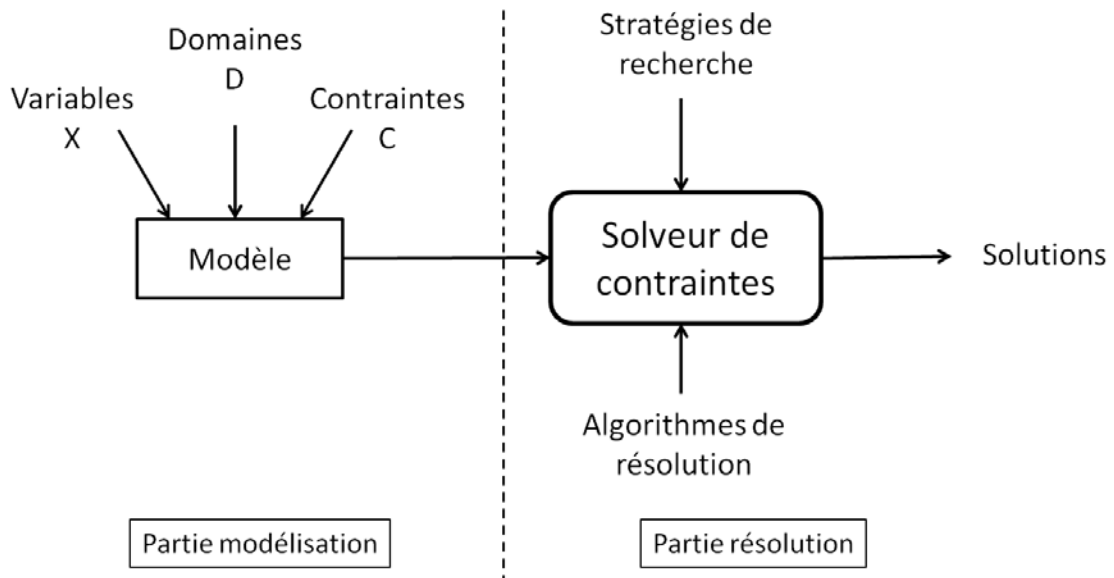 Domaines
D
Variables
X
Contraintes
C
Modèle
Stratégies de
recherche
Solveur de
contraintes
Solutions
Algorithmes de
résolution
Partie modélisation
Partie résolution